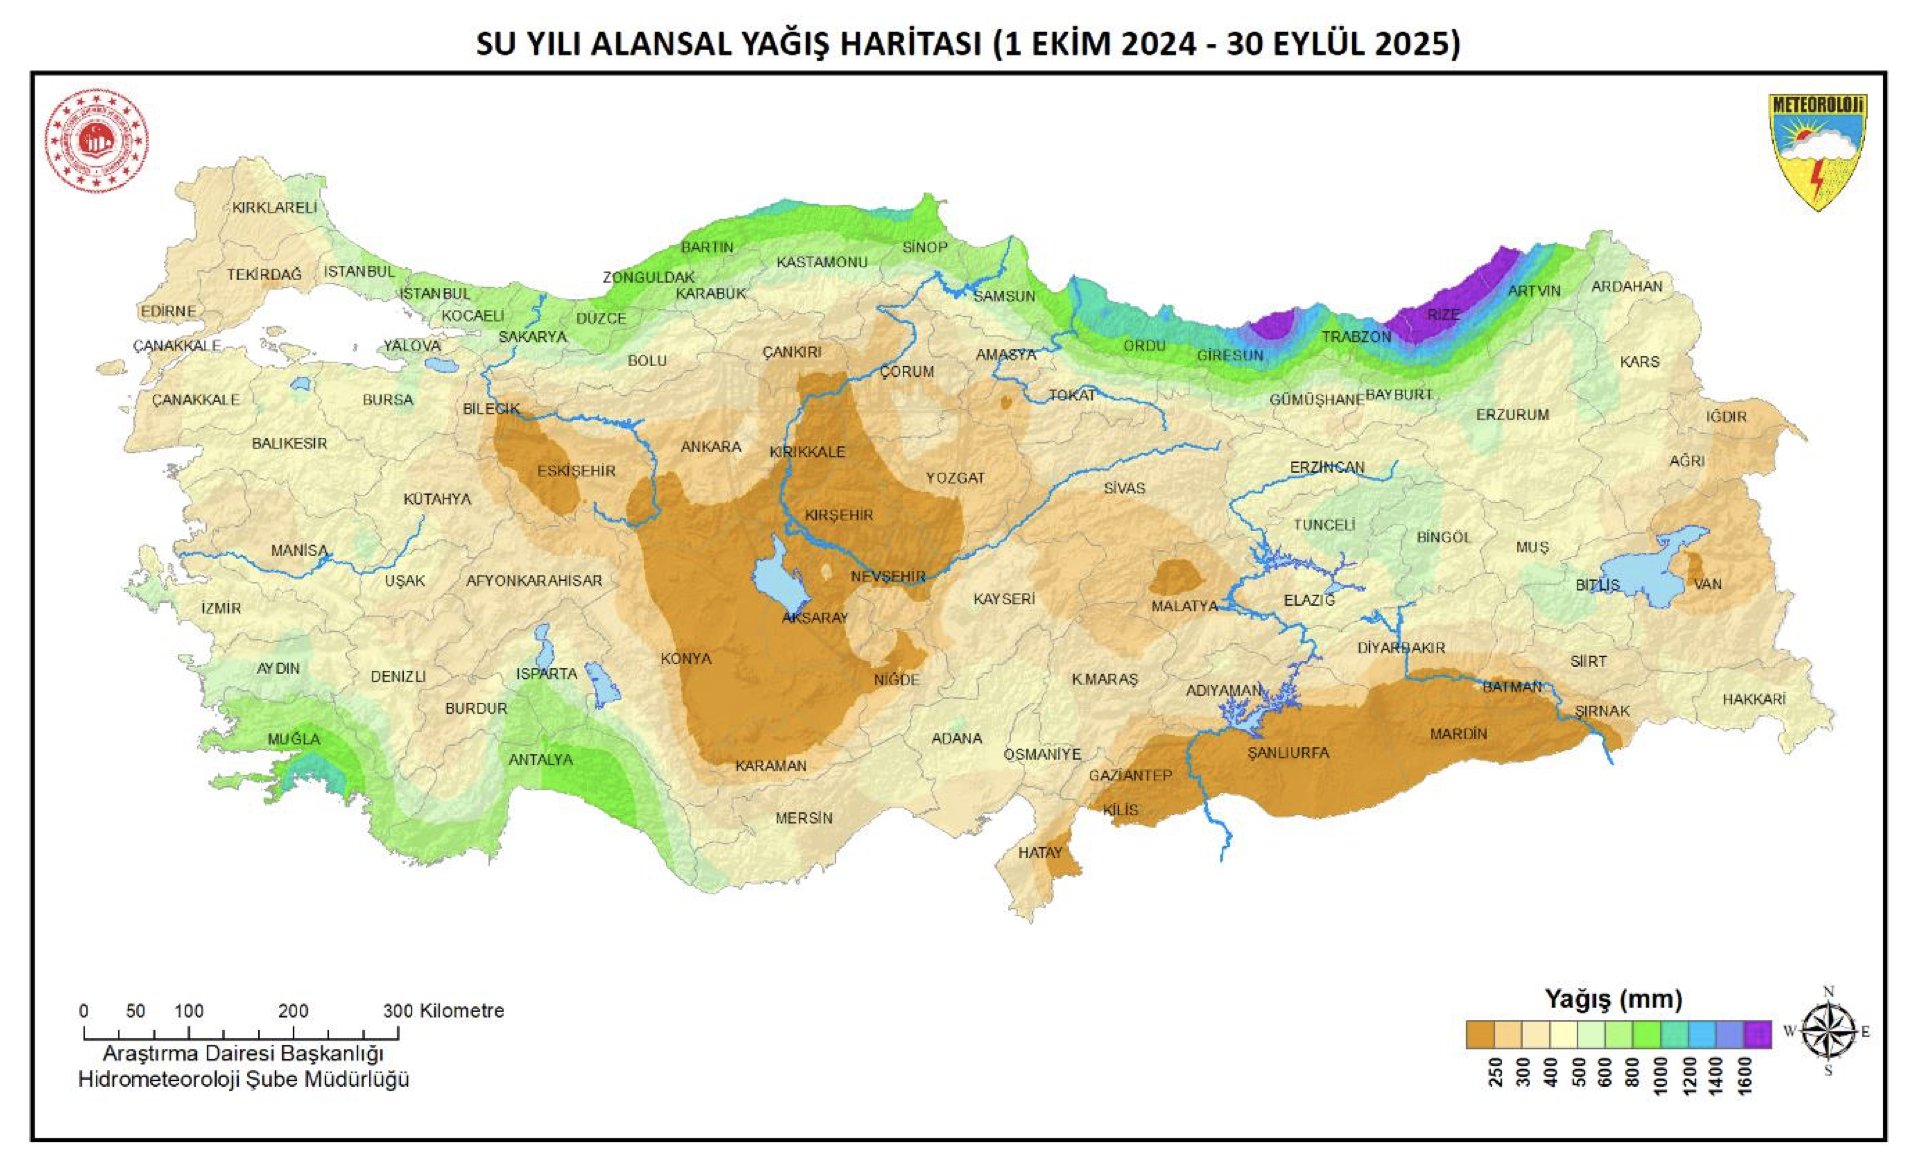 SU YILI ALANSAL YAĞIŞ HARİTASI (1 EKİM 2024 - 30 EYLÜL 2025)
METEOROLOJİ
KIRKLARELİ
TEKİRDAĞ
İSTANBUL
İSTANBUL
EDİRNE
KOCAELİ
SAKARYA
DÜZCE
ZONGULDAK
BARTIN
KARABÜK
KASTAMONU
SİNOP
SAMSUN
ÇANAKKALE
YALOVA
BOLU
ÇANKIRI
ÇORUM
AMASYA
ORDU
GİRESUN
TRABZON
RİZE
ARTVIN
ARDAHAN
KARS
ÇANAKKALE
BURSA
BİLECİK
TOKAT
GÜMÜŞHANE
BAYBURT
ERZURUM
IĞDIR
BALIKESİR
ESKİŞEHİR
ANKARA
KIRIKKALE
YOZGAT
SİVAS
ERZİNCAN
AĞRI
KÜTAHYA
KIRŞEHİR
TUNCELİ
BİNGÖL
MUŞ
MANİSA
UŞAK
AFYONKARAHİSAR
NEVŞEHİR
KAYSERİ
MALATYA
ELAZIĞ
BİTLİS
VAN
İZMİR
AKSARAY
AYDIN
DENİZLİ
ISPARTA
KONYA
NİĞDE
K.MARAŞ
ADIYAMAN
DİYARBAKIR
BATMAN
SİİRT
ŞIRNAK
HAKKARİ
BURDUR
MUĞLA
ANTALYA
KARAMAN
ADANA
OSMANİYE
GAZİANTEP
ŞANLIURFA
MARDİN
MERSİN
KİLİS
HATAY
0 50 100 200 300 Kilometre
Araştırma Dairesi Başkanlığı
Hidrometeoroloji Şube Müdürlüğü
Yağış (mm)
250 300 400 500 600 800 1000 1200 1400 1600
N
W E
S